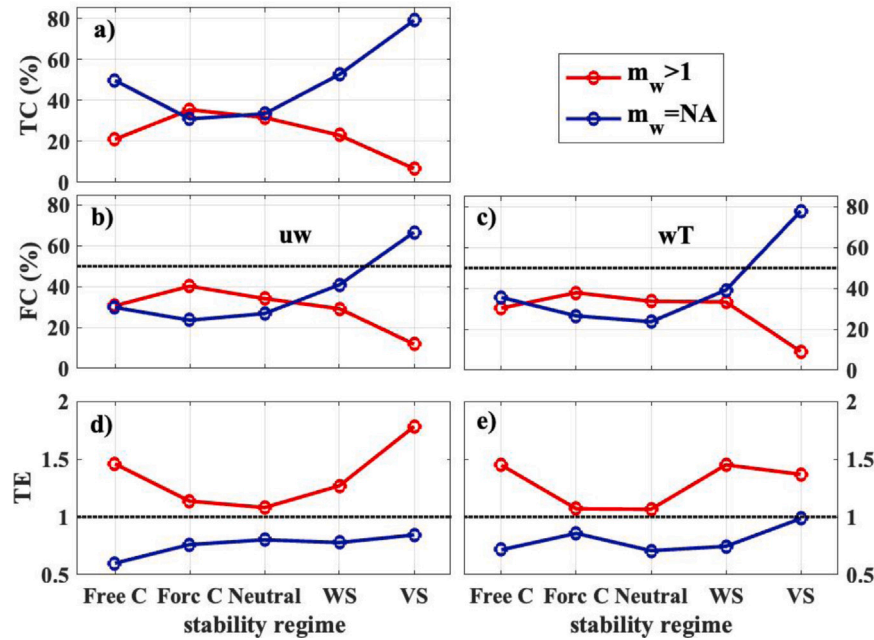 a)
TC (%)
80
60
40
20
0
m_w>1
m_w=NA
b)
uw
FC (%)
80
60
40
20
0
c)
wT
80
60
40
20
0
d)
TE
2
1.5
1
0.5
Free C Forc C Neutral WS VS
stability regime
e)
2
1.5
1
0.5
Free C Forc C Neutral WS VS
stability regime